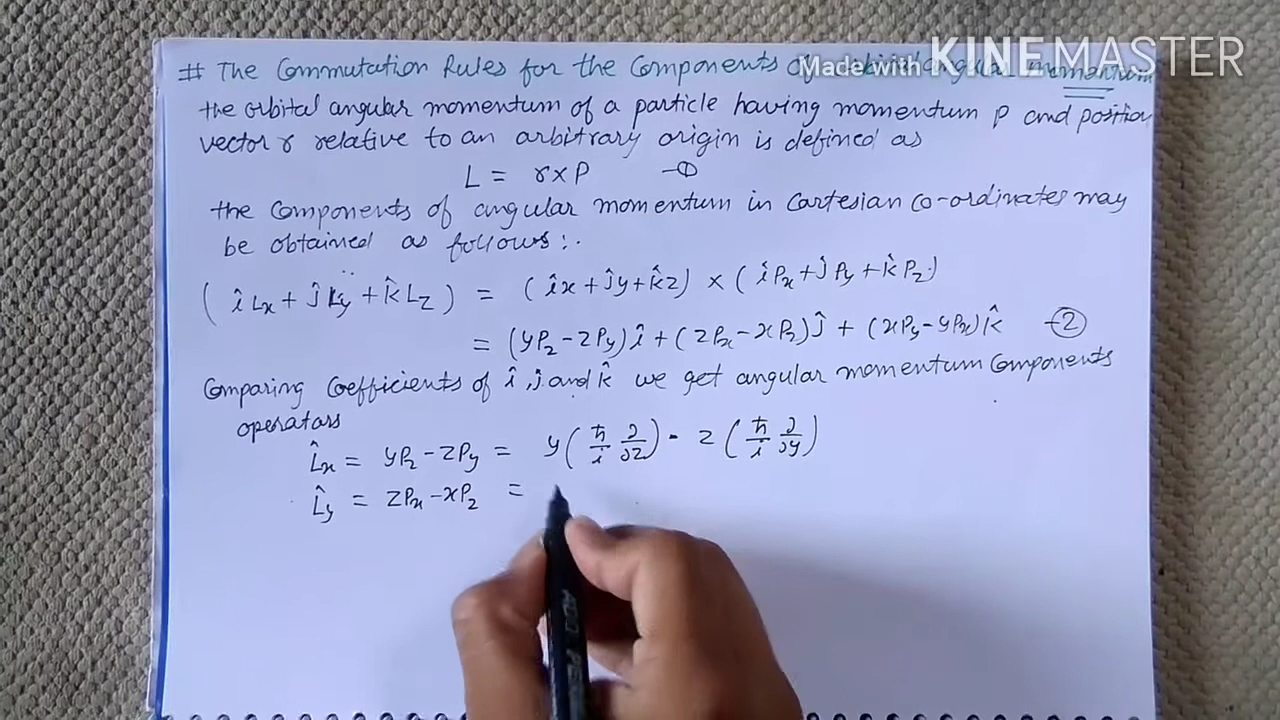 # The Commutation Rules for the Components of orbital angular momentum
Made with KINEMASTER
the orbital angular momentum of a particle having momentum p and position
vector r relative to an arbitrary origin is defined as
L = r×P —①
the components of angular momentum in Cartesian co-ordinates may
be obtained as follows:.
(îLx + ĵLy + k̂Lz) = (îx + ĵy + k̂z) × (îPx + ĵPy + k̂Pz)
= (yPz - zPy)î + (zPx - xPz)ĵ + (xPy - yPx)k̂ —②
Comparing Coefficients of î, ĵ and k̂ we get angular momentum Components
operators
L̂x = yPz - zPy = y(ħ/i ∂/∂z) - z(ħ/i ∂/∂y)
L̂y = zPx - xPz =